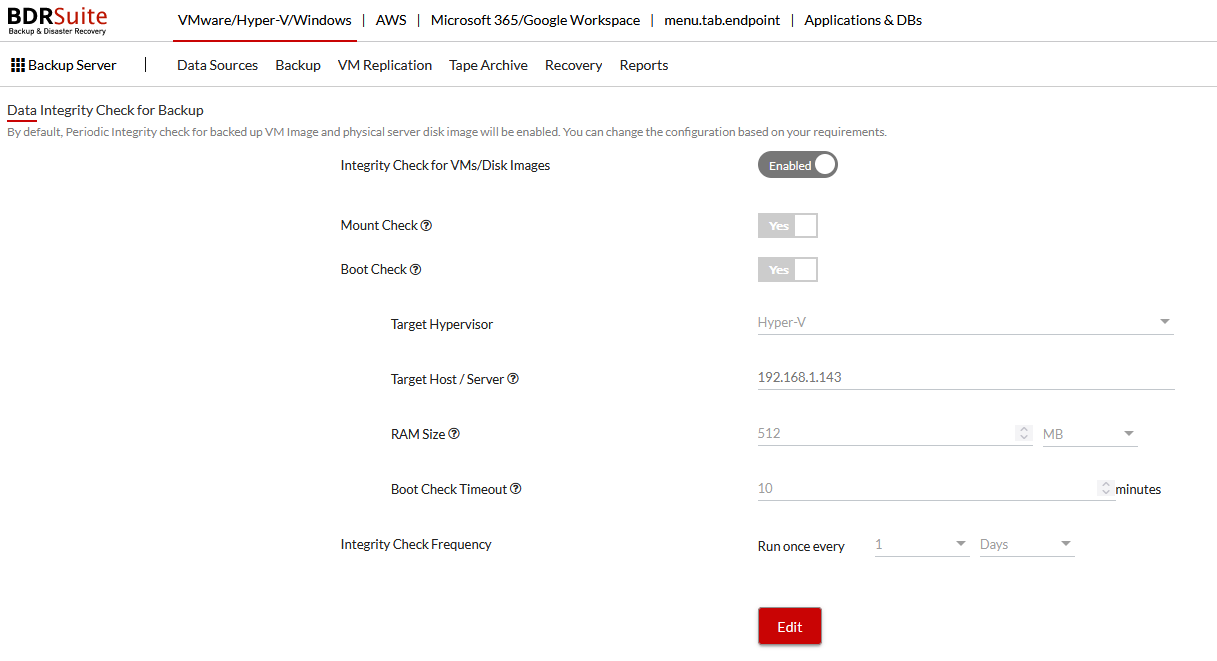 BDRSuite
Backup & Disaster Recovery
VMware/Hyper-V/Windows | AWS | Microsoft 365/Google Workspace | menu.tab.endpoint | Applications & DBs
Backup Server | Data Sources Backup VM Replication Tape Archive Recovery Reports
Data Integrity Check for Backup
By default, Periodic Integrity check for backed up VM Image and physical server disk image will be enabled. You can change the configuration based on your requirements.
Integrity Check for VMs/Disk Images Enabled
Mount Check ? Yes
Boot Check ? Yes
Target Hypervisor Hyper-V
Target Host / Server ? 192.168.1.143
RAM Size ? 512 MB
Boot Check Timeout ? 10 minutes
Integrity Check Frequency Run once every 1 Days
Edit